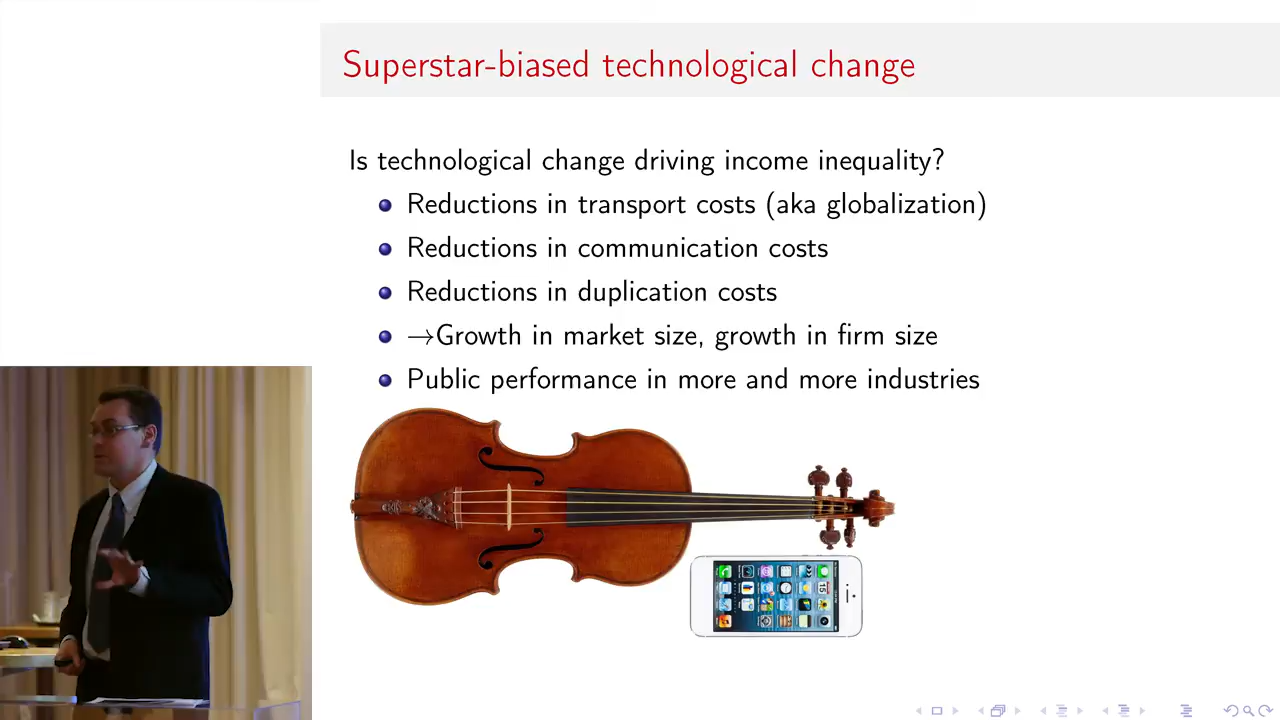 Superstar-biased technological change
Is technological change driving income inequality?
Reductions in transport costs (aka globalization)
Reductions in communication costs
Reductions in duplication costs
→Growth in market size, growth in firm size
Public performance in more and more industries
15